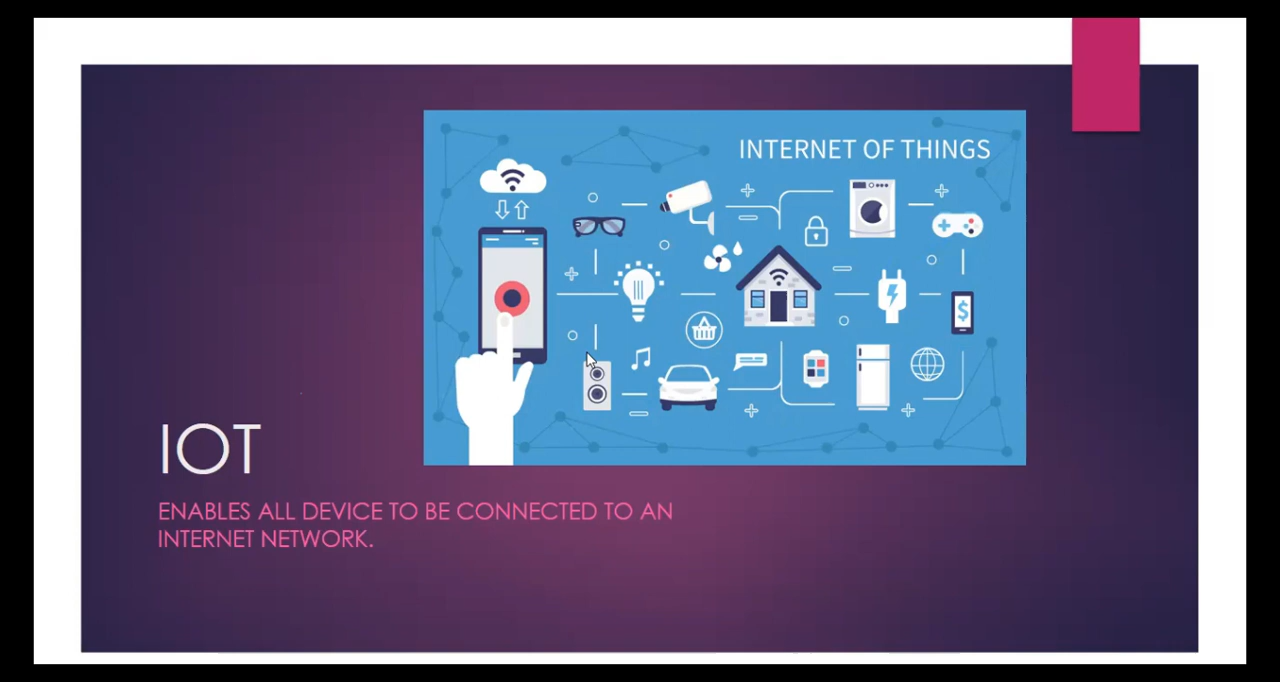 INTERNET OF THINGS
$
IOT
ENABLES ALL DEVICE TO BE CONNECTED TO AN
INTERNET NETWORK.